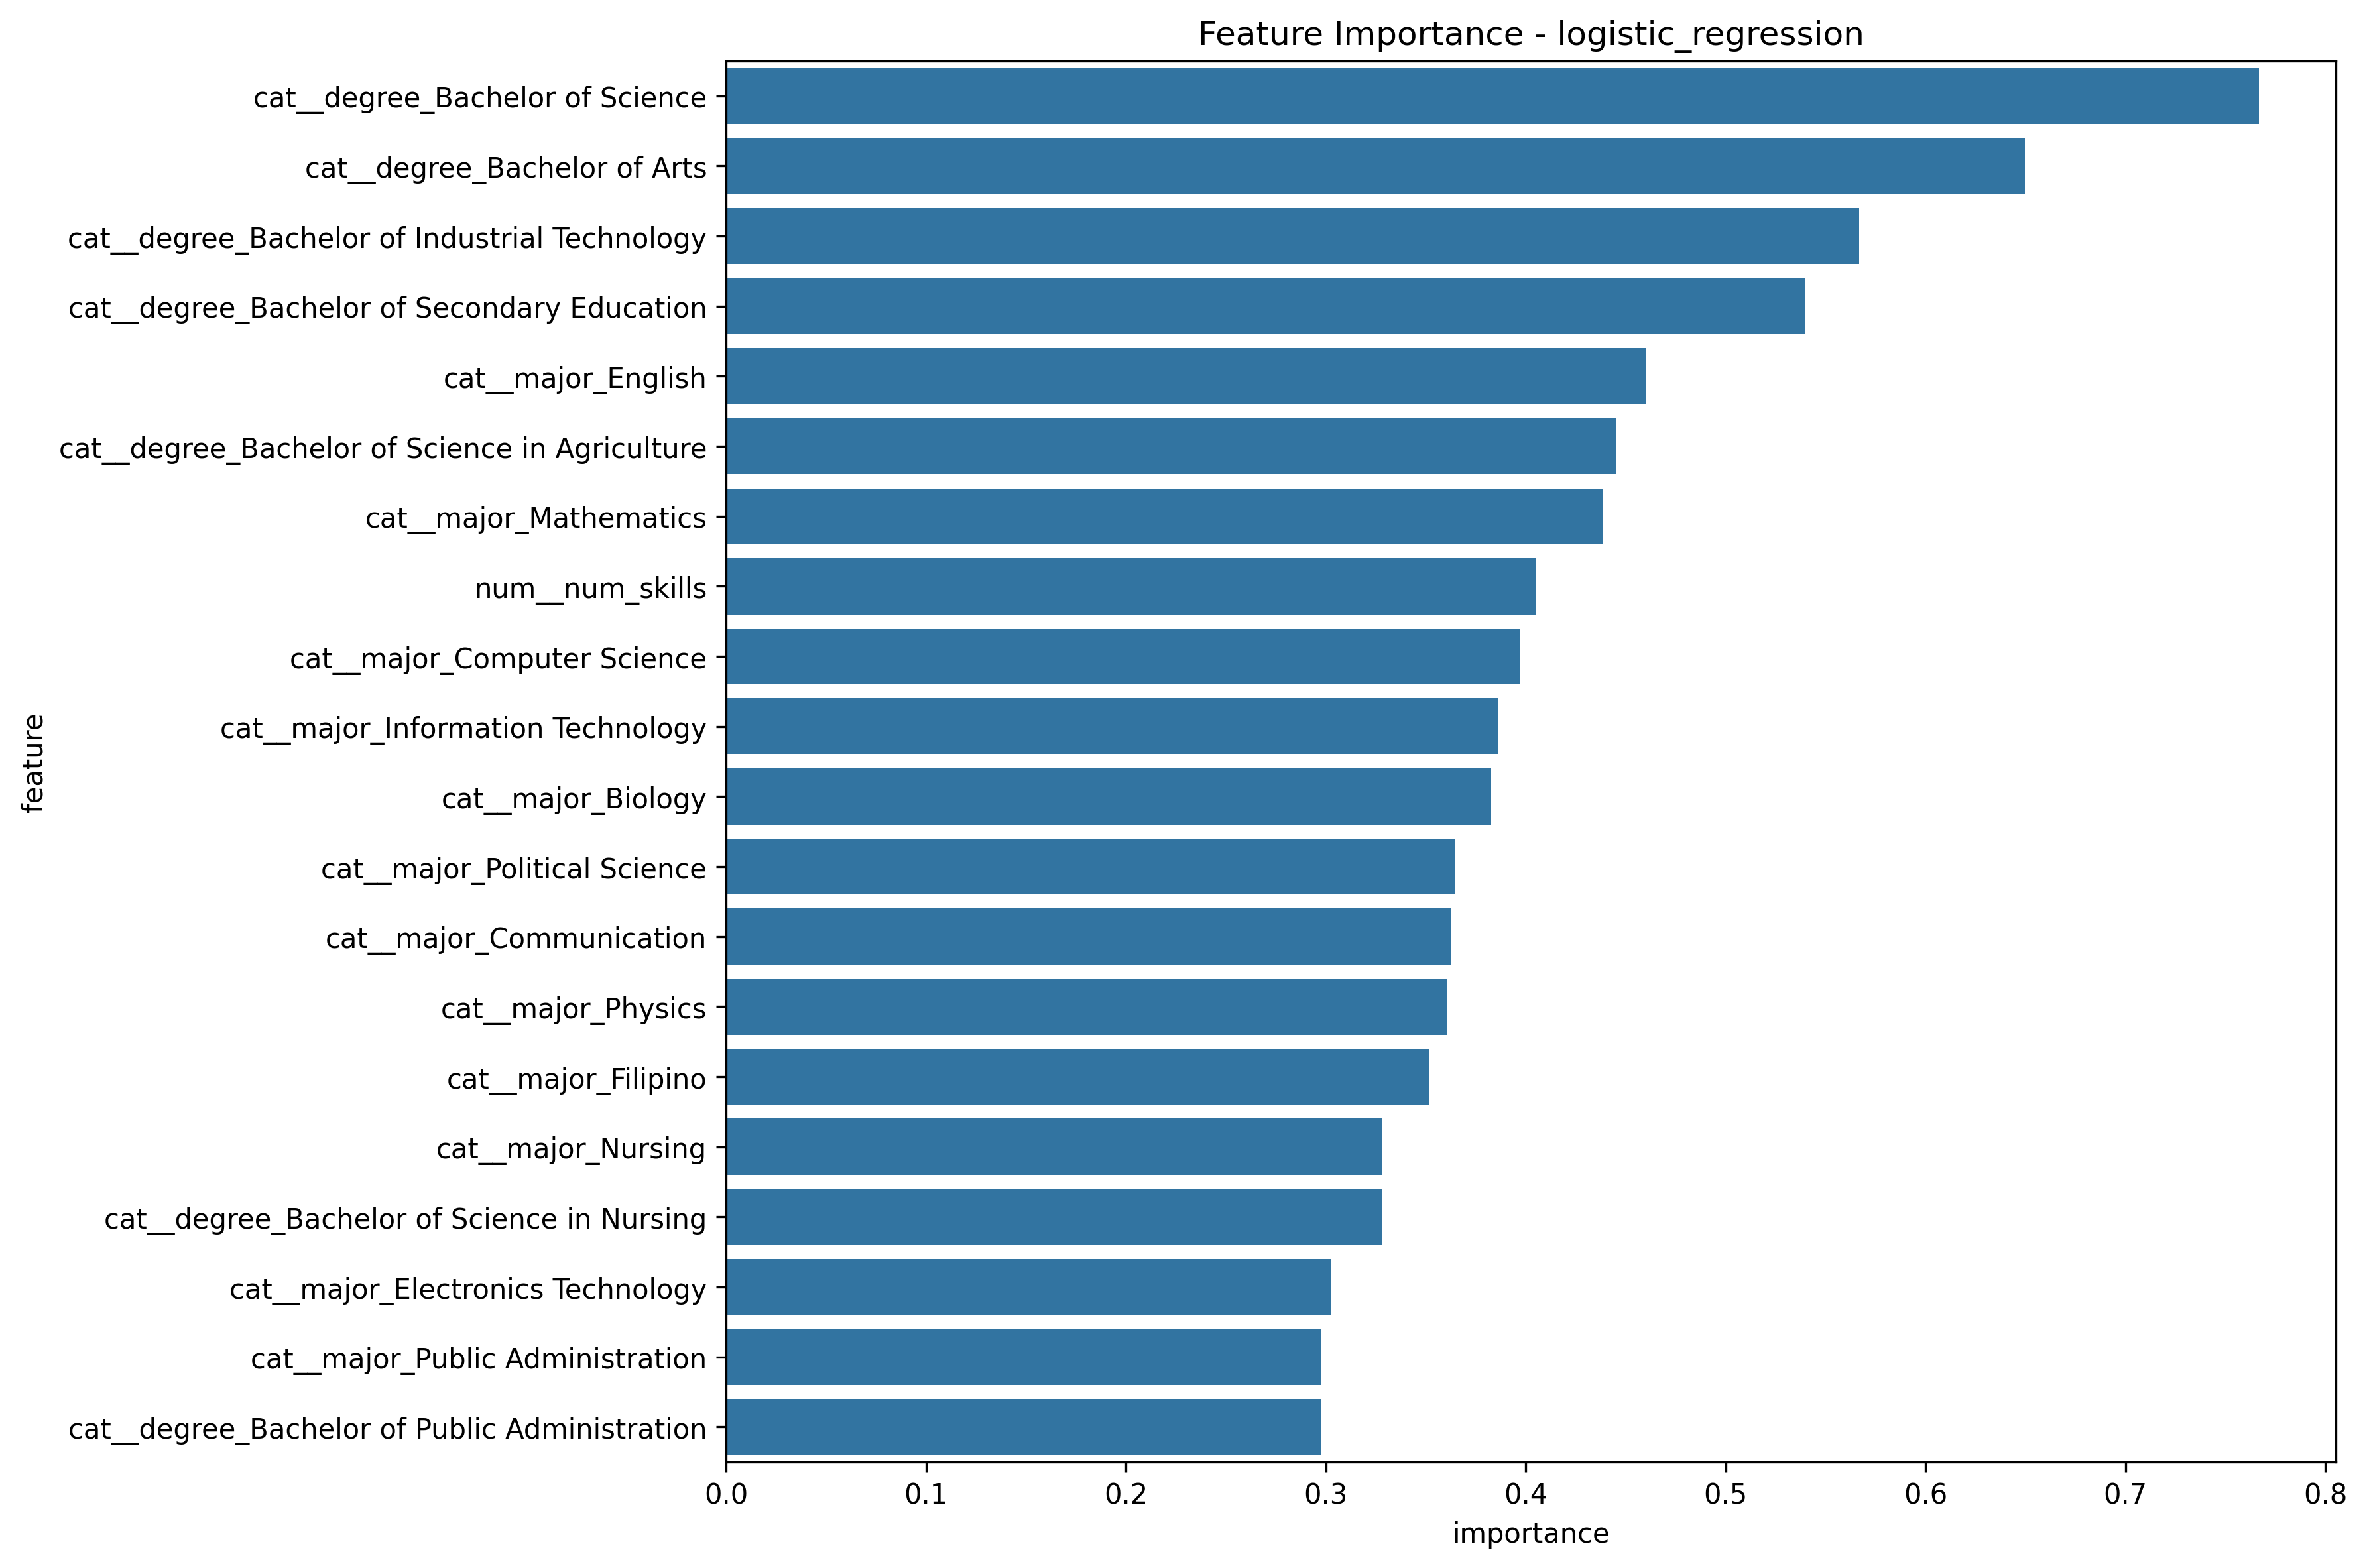 Feature Importance - logistic_regression
cat__degree_Bachelor of Science
cat__degree_Bachelor of Arts
cat__degree_Bachelor of Industrial Technology
cat__degree_Bachelor of Secondary Education
cat__major_English
cat__degree_Bachelor of Science in Agriculture
cat__major_Mathematics
num__num_skills
cat__major_Computer Science
cat__major_Information Technology
cat__major_Biology
cat__major_Political Science
cat__major_Communication
cat__major_Physics
cat__major_Filipino
cat__major_Nursing
cat__degree_Bachelor of Science in Nursing
cat__major_Electronics Technology
cat__major_Public Administration
cat__degree_Bachelor of Public Administration
feature
0.0 0.1 0.2 0.3 0.4 0.5 0.6 0.7 0.8
importance